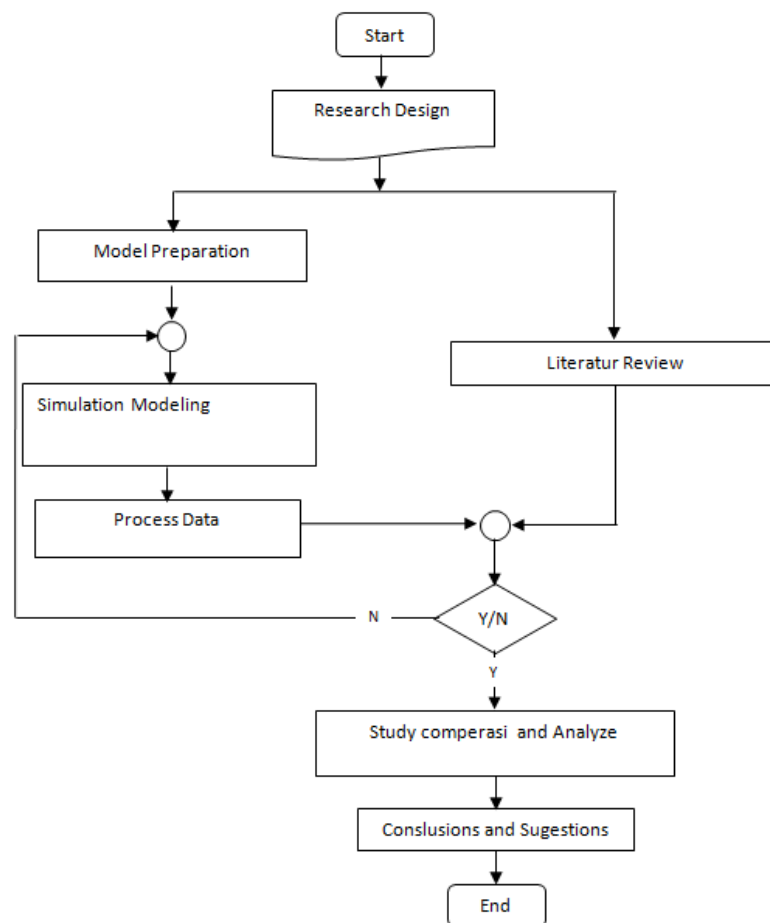 Start
Research Design
Model Preparation
Literatur Review
Simulation Modeling
Process Data
Y/N
N
Y
Study comperasi and Analyze
Conslusions and Sugestions
End